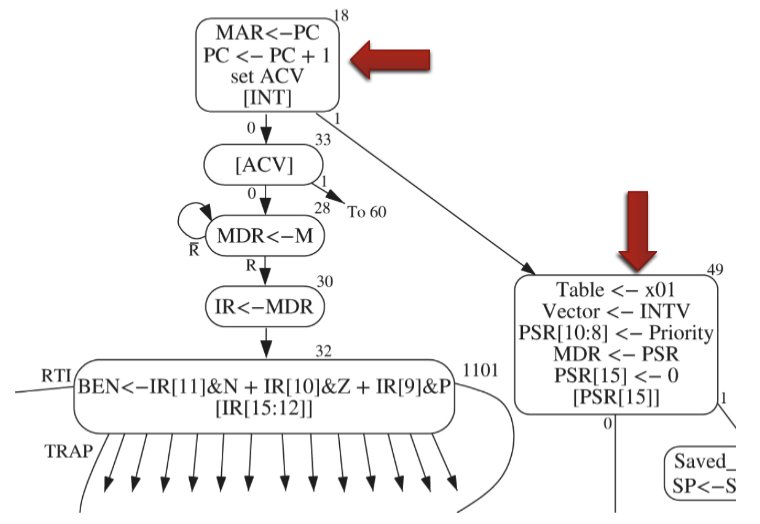 18
MAR<–PC
PC <– PC + 1
set ACV
[INT]
0
1
33
[ACV]
0
1
To 60
28
MDR<–M
R̅
R
30
IR<–MDR
32
BEN<–IR[11]&N + IR[10]&Z + IR[9]&P
[IR[15:12]]
RTI
1101
TRAP
49
Table <– x01
Vector <– INTV
PSR[10:8] <– Priority
MDR <– PSR
PSR[15] <– 0
[PSR[15]]
0
1
Saved_
SP<–S